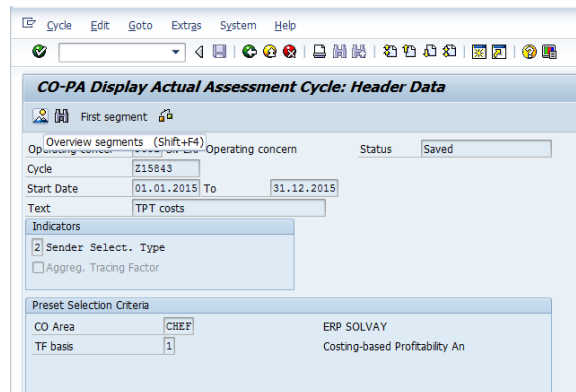 Cycle Edit Goto Extras System Help
CO-PA Display Actual Assessment Cycle: Header Data
First segment
Overview segments (Shift+F4)
Operating concern Status Saved
Cycle Z15843
Start Date 01.01.2015 To 31.12.2015
Text TPT costs
Indicators
2 Sender Select. Type
Aggreg. Tracing Factor
Preset Selection Criteria
CO Area CHEF ERP SOLVAY
TF basis 1 Costing-based Profitability An